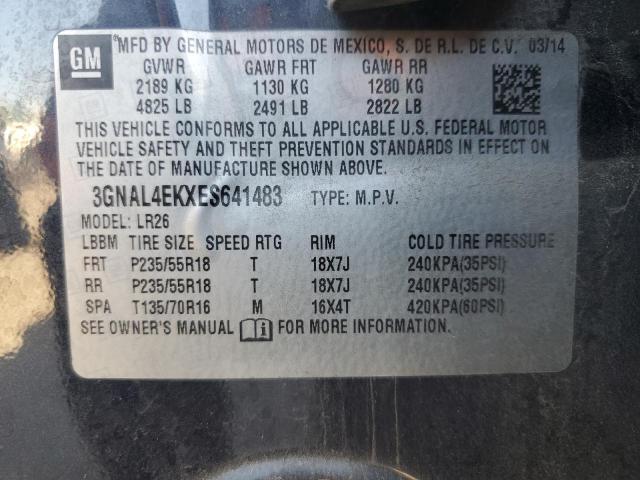 GM MFD BY GENERAL MOTORS DE MEXICO, S. DE R.L. DE C.V. 03/14
GVWR GAWR FRT GAWR RR
2189 KG 1130 KG 1280 KG
4825 LB 2491 LB 2822 LB
THIS VEHICLE CONFORMS TO ALL APPLICABLE U.S. FEDERAL MOTOR
VEHICLE SAFETY AND THEFT PREVENTION STANDARDS IN EFFECT ON
THE DATE OF MANUFACTURE SHOWN ABOVE.
3GNAL4EKXES641483 TYPE: M.P.V.
MODEL: LR26
LBBM TIRE SIZE SPEED RTG RIM COLD TIRE PRESSURE
FRT P235/55R18 T 18X7J 240KPA(35PSI)
RR P235/55R18 T 18X7J 240KPA(35PSI)
SPA T135/70R16 M 16X4T 420KPA(60PSI)
SEE OWNER'S MANUAL FOR MORE INFORMATION.